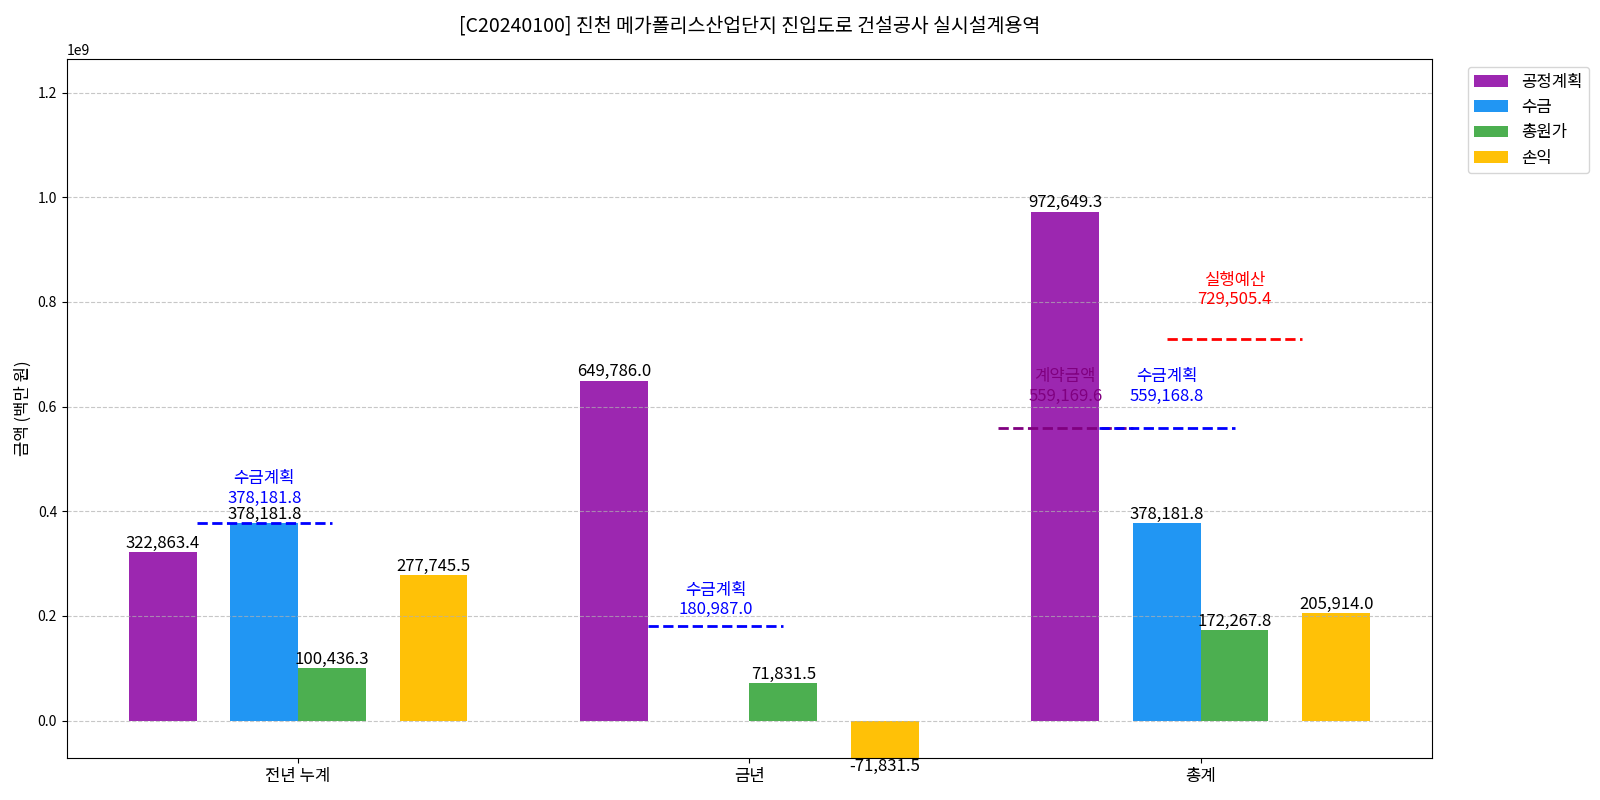 [C20240100] 진천 메가폴리스산업단지 진입도로 건설공사 실시설계용역
1e9
공정계획
수금
총원가
손익
금액 (백만 원)
1.2
1.0
0.8
0.6
0.4
0.2
0.0
322,863.4
수금계획
378,181.8
378,181.8
100,436.3
277,745.5
649,786.0
수금계획
180,987.0
71,831.5
-71,831.5
972,649.3
실행예산
729,505.4
계약금액
559,169.6
수금계획
559,168.8
378,181.8
172,267.8
205,914.0
전년 누계
금년
총계